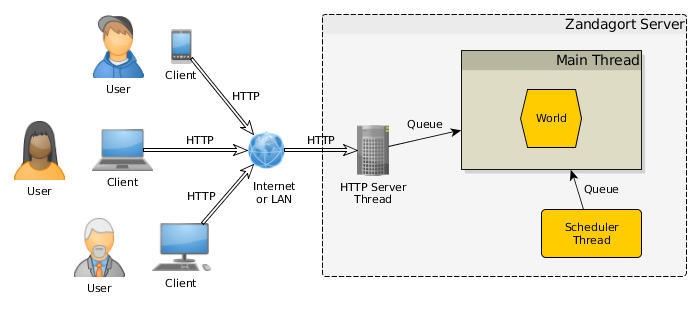 Zandagort Server
Main Thread
World
User
Client
HTTP
Queue
HTTP
HTTP
User
Client
Internet
or LAN
HTTP Server
Thread
Queue
HTTP
Scheduler
Thread
User
Client